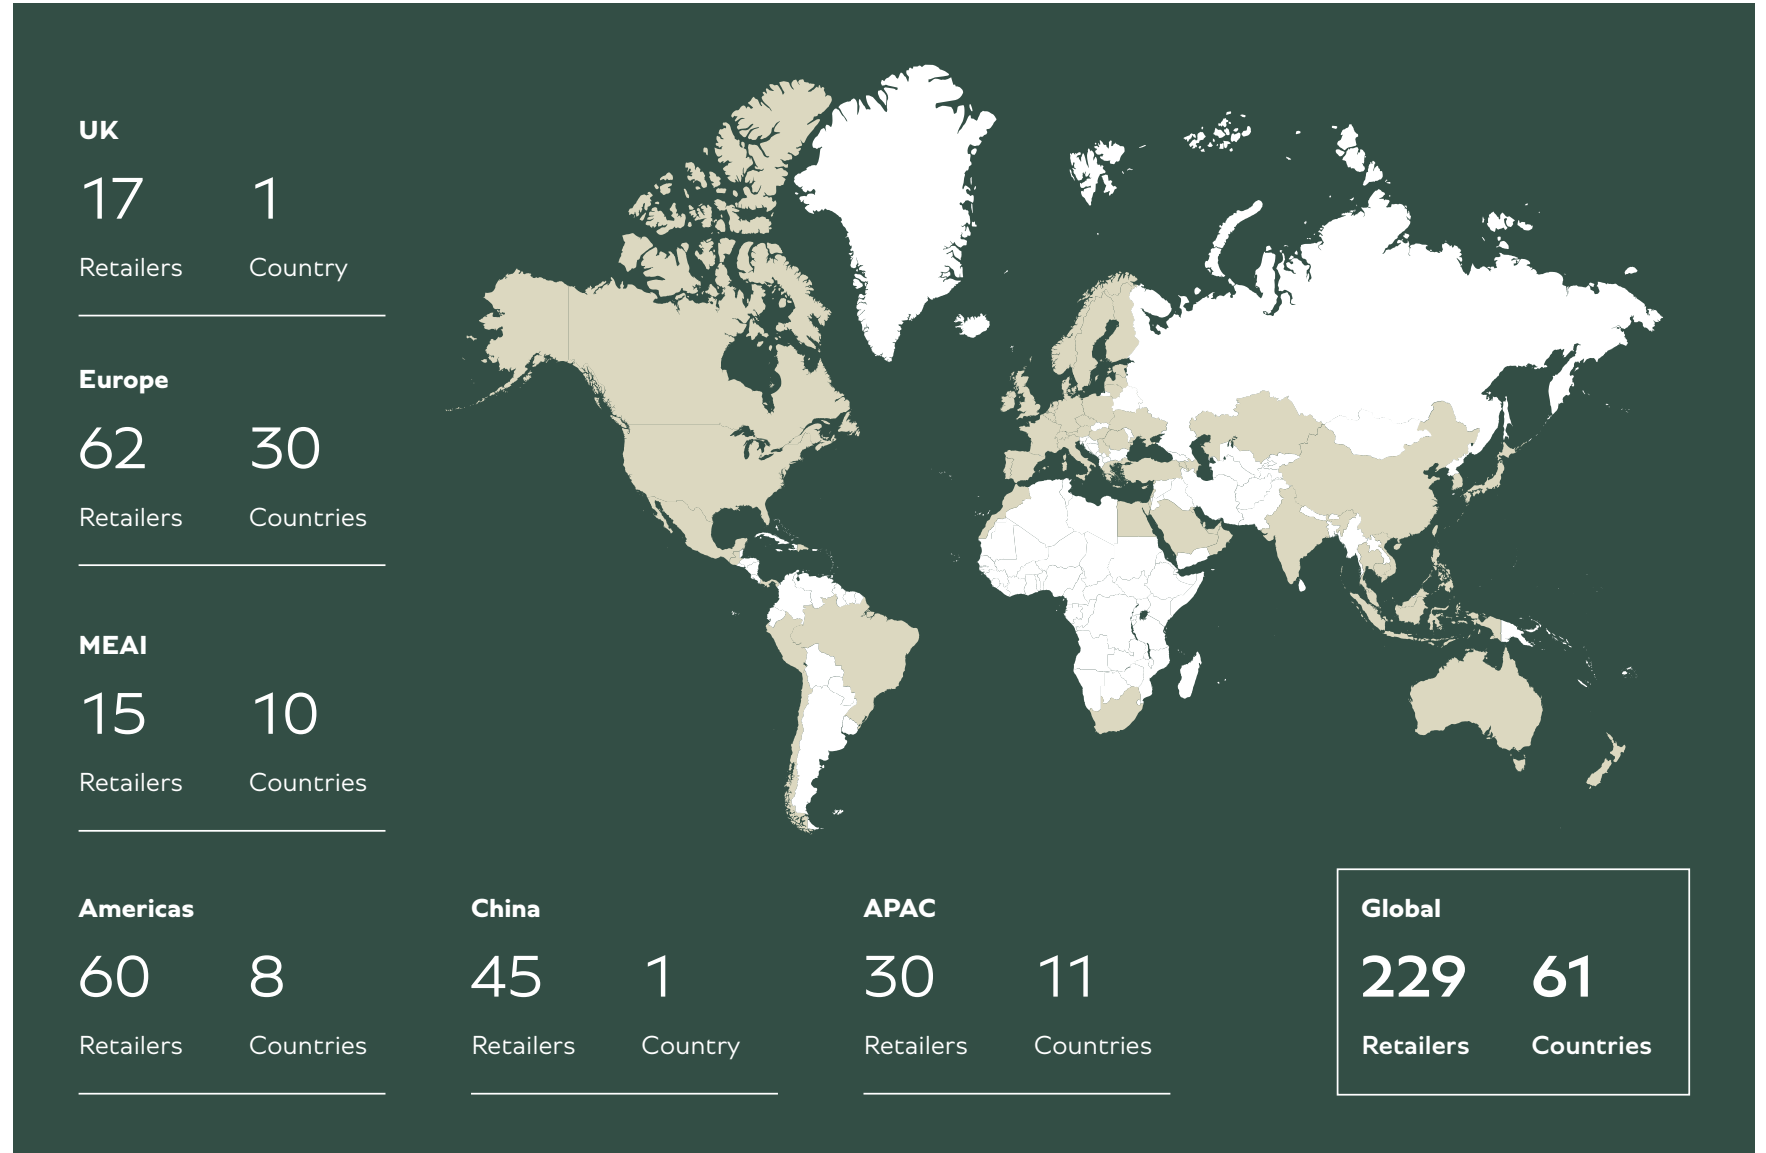 UK
17 1
Retailers Country
Europe
62 30
Retailers Countries
MEAI
15 10
Retailers Countries
Americas
60 8
Retailers Countries
China
45 1
Retailers Country
APAC
30 11
Retailers Countries
Global
229 61
Retailers Countries